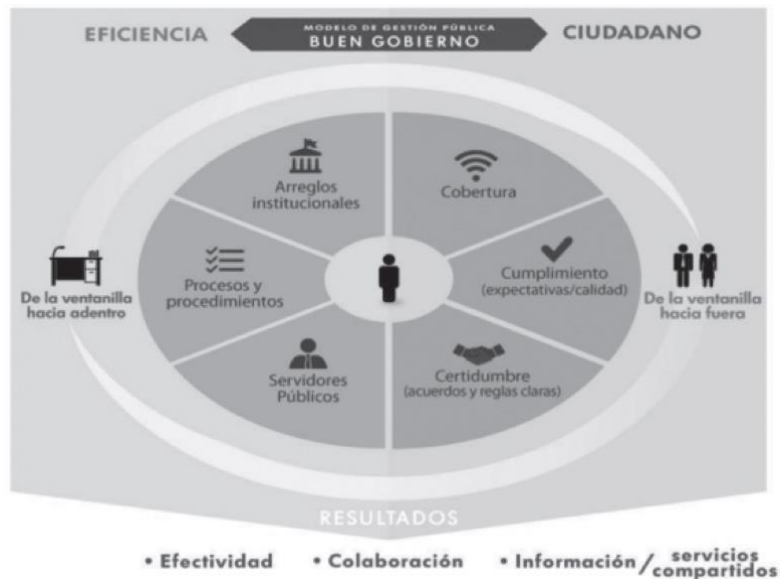 MODELO DE GESTIÓN PÚBLICA
EFICIENCIA BUEN GOBIERNO CIUDADANO
Arreglos
institucionales
Cobertura
Procesos y
procedimientos
Cumplimiento
(expectativas/calidad)
De la ventanilla
hacia adentro
De la ventanilla
hacia fuera
Servidores
Públicos
Certidumbre
(acuerdos y reglas claras)
RESULTADOS
• Efectividad • Colaboración • Información / servicios
compartidos